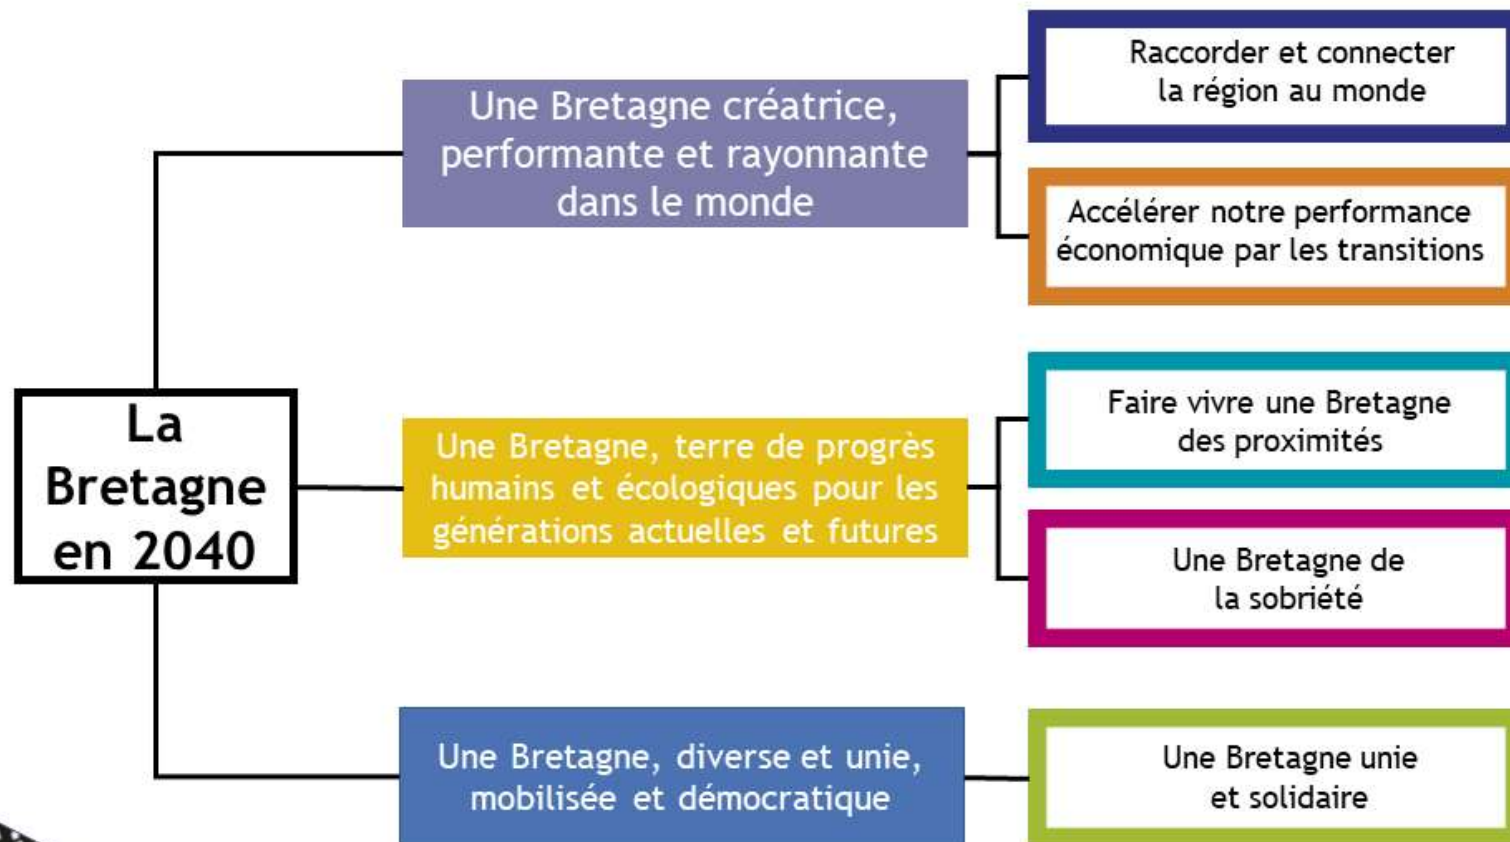 Raccorder et connecter
la région au monde
Une Bretagne créatrice,
performante et rayonnante
dans le monde
Accélérer notre performance
économique par les transitions
La
Bretagne
en 2040
Une Bretagne, terre de progrès
humains et écologiques pour les
générations actuelles et futures
Faire vivre une Bretagne
des proximités
Une Bretagne de
la sobriété
Une Bretagne, diverse et unie,
mobilisée et démocratique
Une Bretagne unie
et solidaire